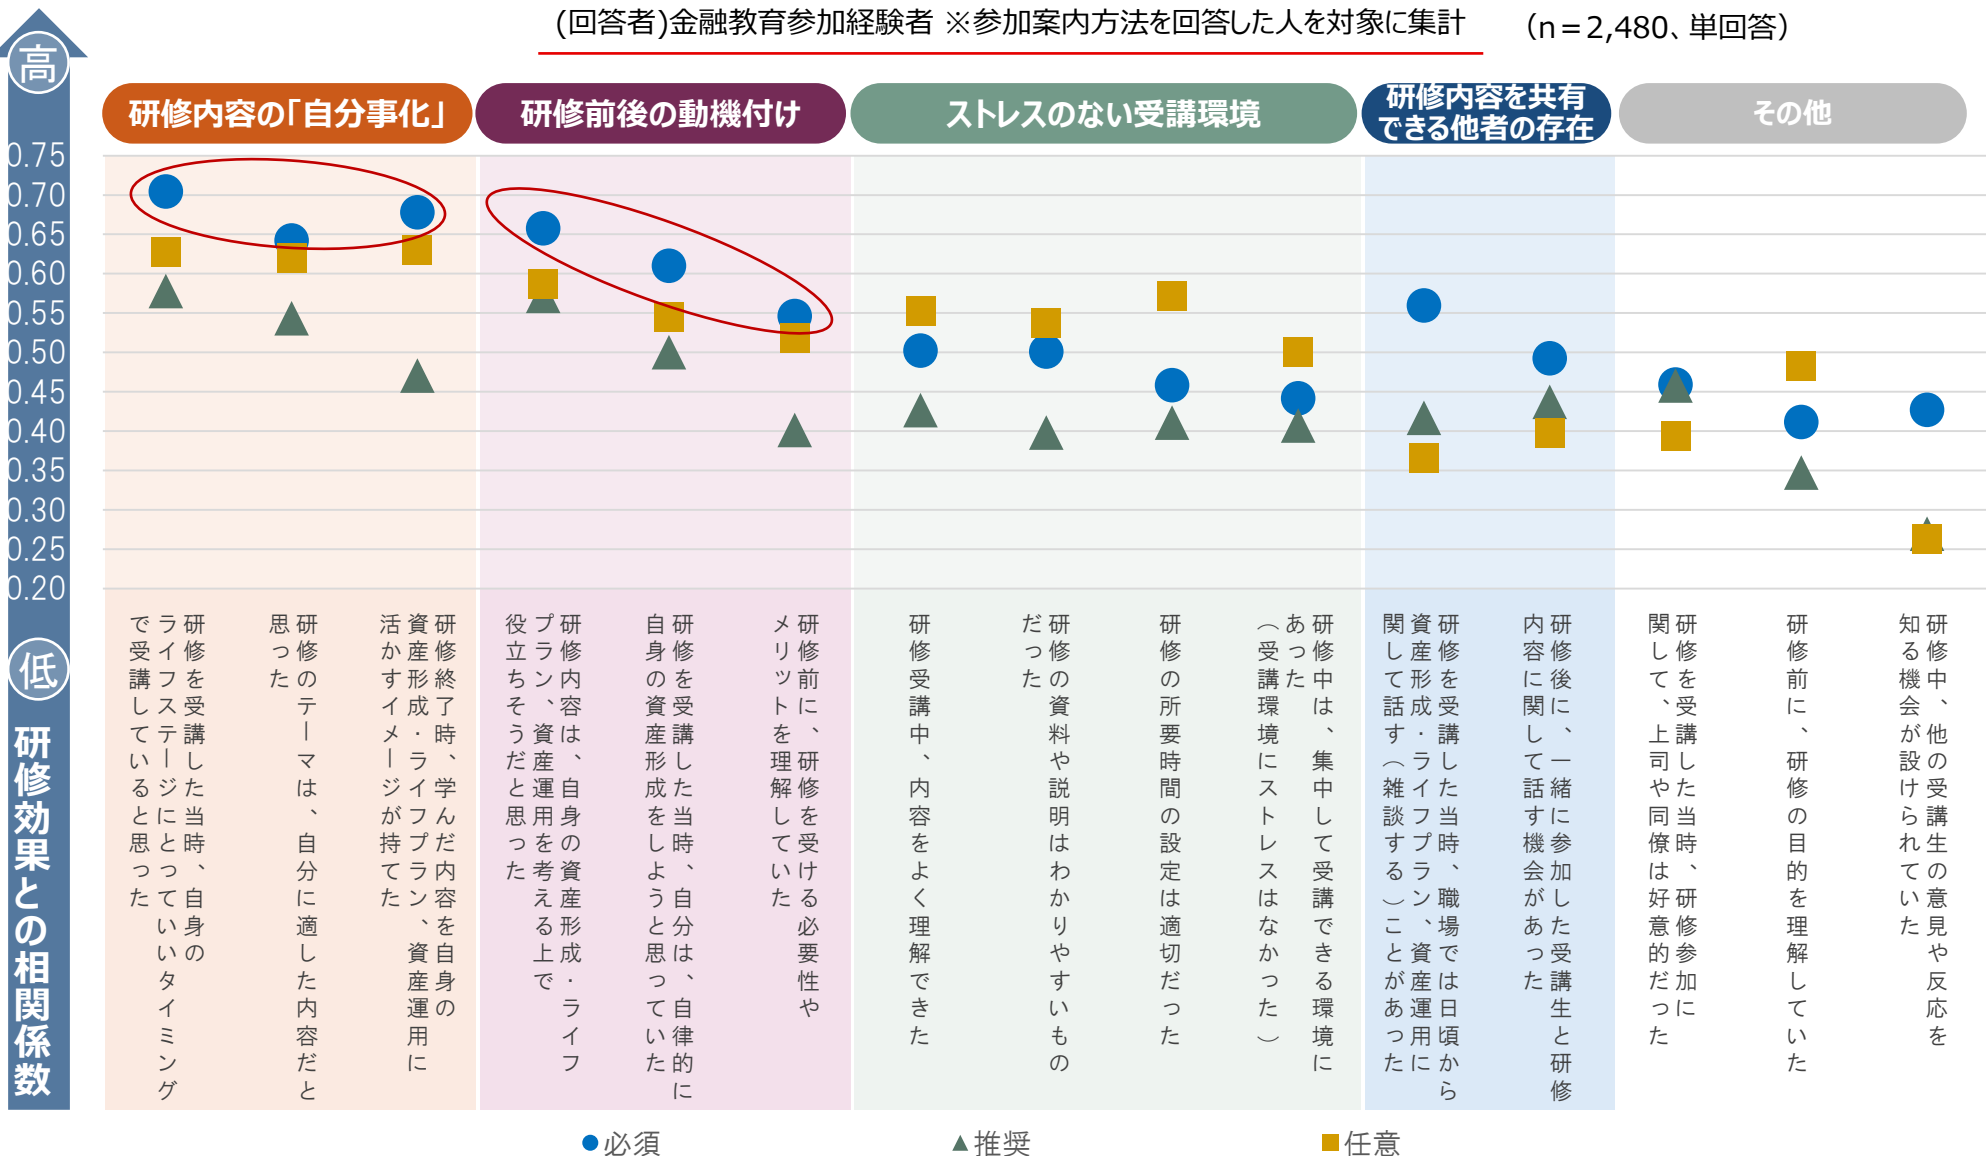 (回答者)金融教育参加経験者 ※参加案内方法を回答した人を対象に集計
（n＝2,480、単回答）
高
研修内容の「自分事化」
研修前後の動機付け
ストレスのない受講環境
研修内容を共有
できる他者の存在
その他
0.75
0.70
0.65
0.60
0.55
0.50
0.45
0.40
0.35
0.30
0.25
0.20
低
研修効果との相関係数
研修を受講した当時、自身の
ライフステージにとっていいタイミング
で受講していると思った
研修のテーマは、自分に適した内容だと
思った
研修終了時、学んだ内容を自身の
資産形成・ライフプラン、資産運用に
活かすイメージが持てた
研修内容は、自身の資産形成・ライフ
プラン、資産運用を考える上で
役立ちそうだと思った
研修を受講した当時、自分は、自律的に
自身の資産形成をしようと思っていた
研修前に、研修を受ける必要性や
メリットを理解していた
研修受講中、内容をよく理解できた
研修の資料や説明はわかりやすいもの
だった
研修の所要時間の設定は適切だった
研修中は、集中して受講できる環境に
あった
（受講環境にストレスはなかった）
研修を受講した当時、職場では日頃から
資産形成・ライフプラン、資産運用に
関して話す（雑談する）ことがあった
研修後に、一緒に参加した受講生と研修
内容に関して話す機会があった
研修を受講した当時、研修参加に
関して、上司や同僚は好意的だった
研修前に、研修の目的を理解していた
研修中、他の受講生の意見や反応を
知る機会が設けられていた
必須
推奨
任意